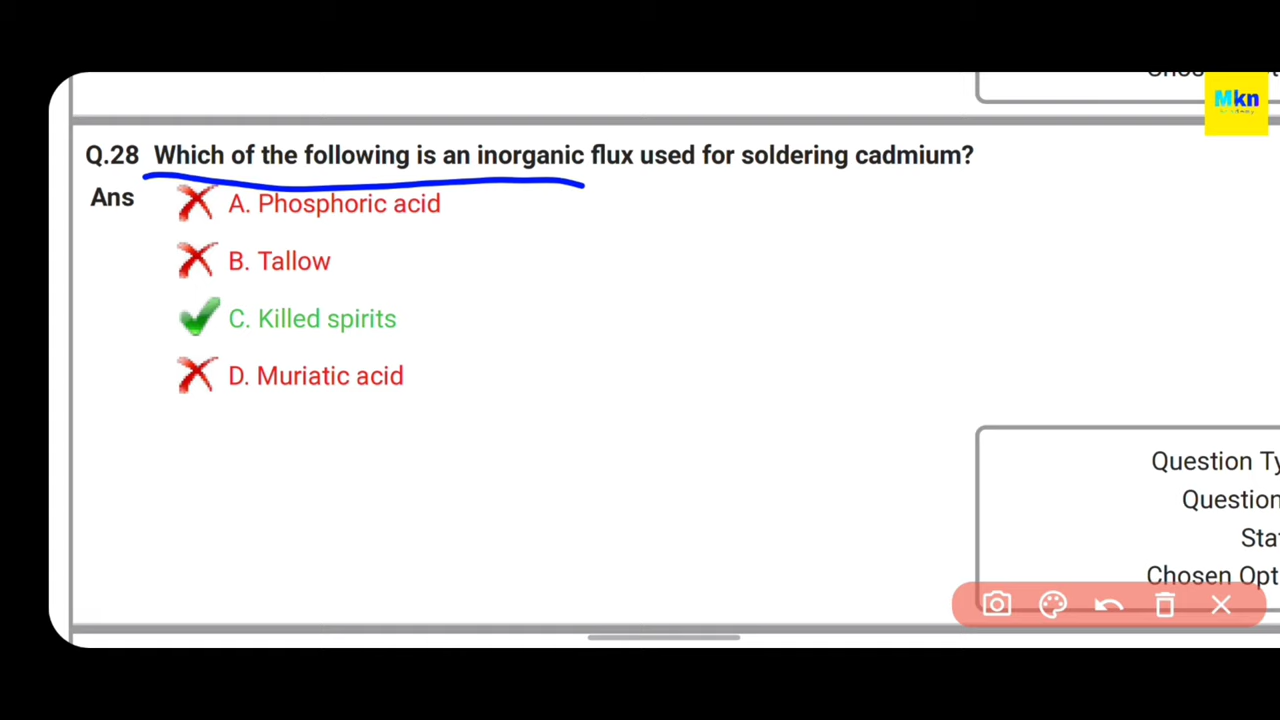 Mkn
Q.28 Which of the following is an inorganic flux used for soldering cadmium?
Ans
A. Phosphoric acid
B. Tallow
C. Killed spirits
D. Muriatic acid
Question Ty
Question
Sta
Chosen Opt